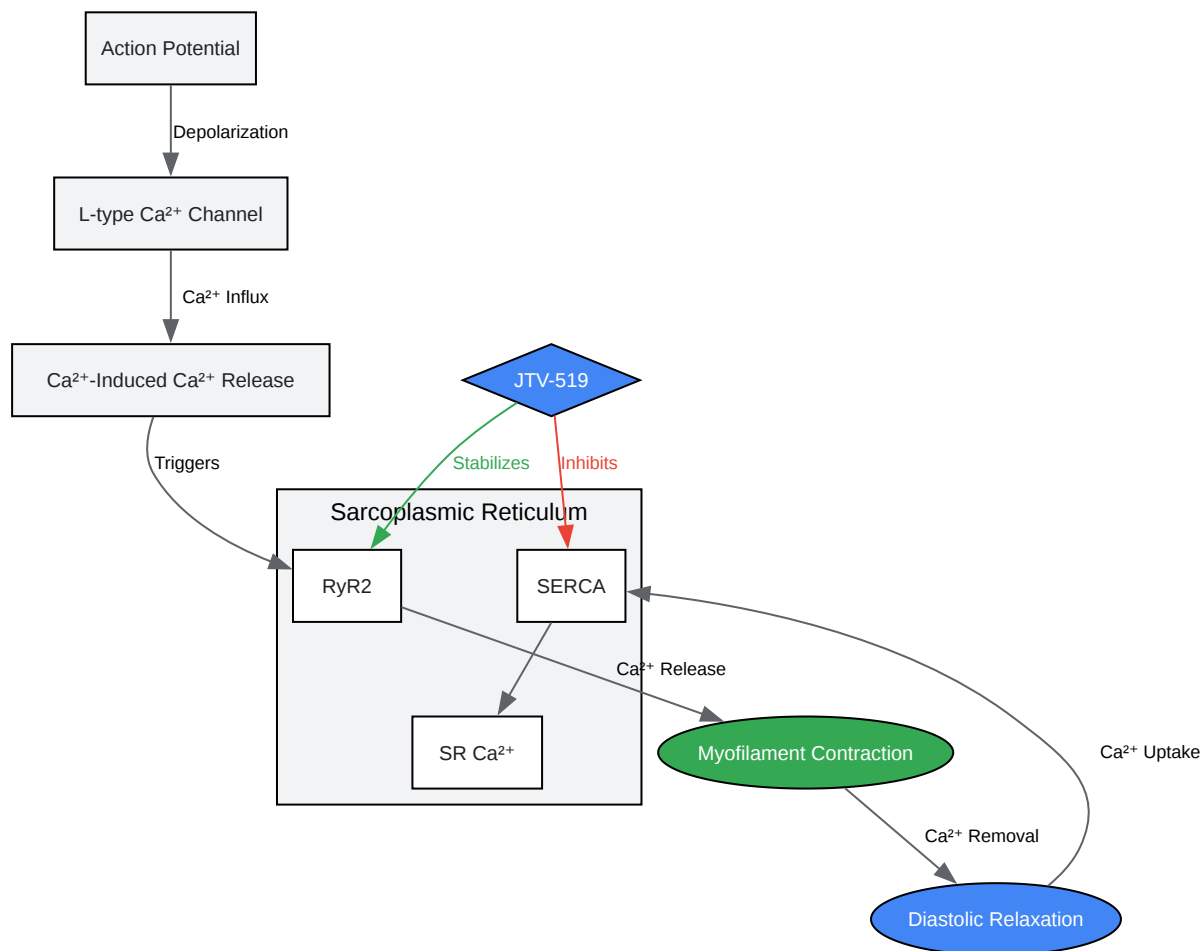 Action Potential
Depolarization
L-type Ca²⁺ Channel
Ca²⁺ Influx
Ca²⁺-Induced Ca²⁺ Release
JTV-519
Triggers
Stabilizes
Inhibits
Sarcoplasmic Reticulum
RyR2
SERCA
Ca²⁺ Release
SR Ca²⁺
Myofilament Contraction
Ca²⁺ Uptake
Ca²⁺ Removal
Diastolic Relaxation